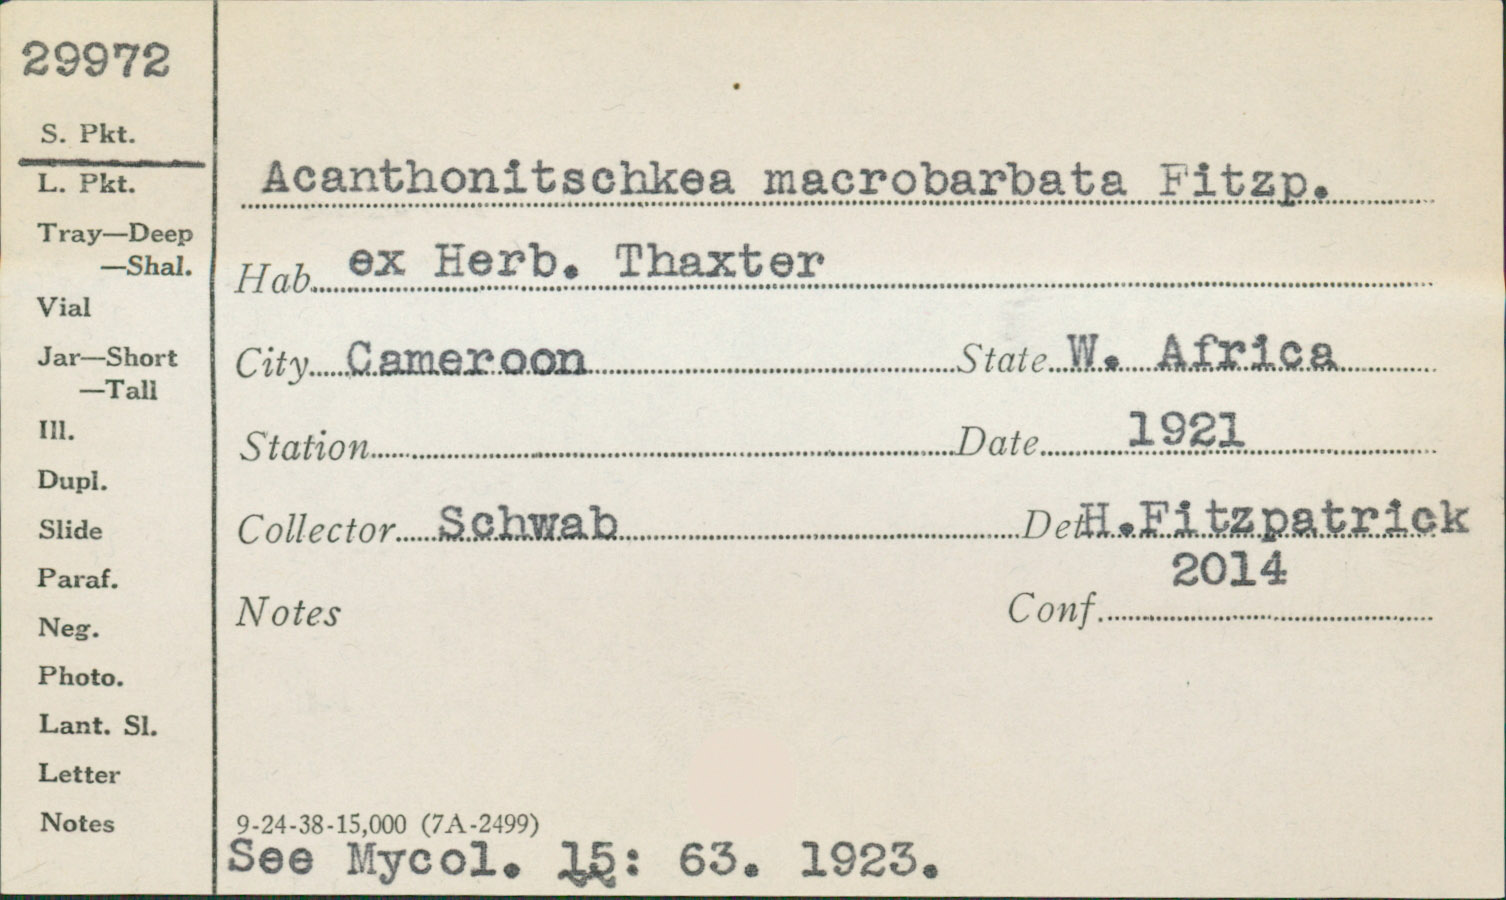 29972
S. Pkt.
L. Pkt.
Tray—Deep
—Shal.
Vial
Jar—Short
—Tall
Ill.
Dupl.
Slide
Paraf.
Neg.
Photo.
Lant. Sl.
Letter
Notes
Acanthonitschkea macrobarbata Fitzp.
Hab. ex Herb. Thaxter
City Cameroon State W. Africa
Station Date 1921
Collector Schwab Det H.Fitzpatrick
2014
Notes Conf.
9-24-38-15,000 (7A-2499)
See Mycol. 15: 63. 1923.